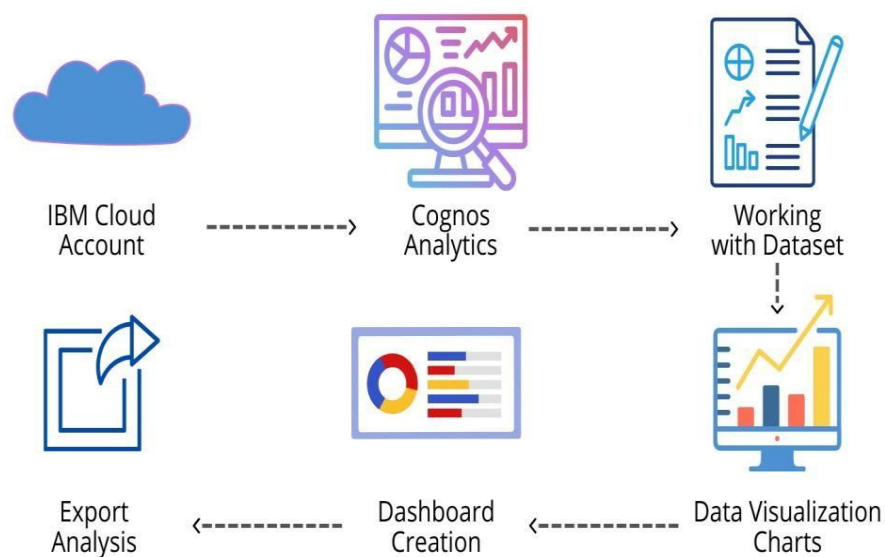 IBM Cloud
Account
Cognos
Analytics
Working
with Dataset
Export
Analysis
Dashboard
Creation
Data Visualization
Charts